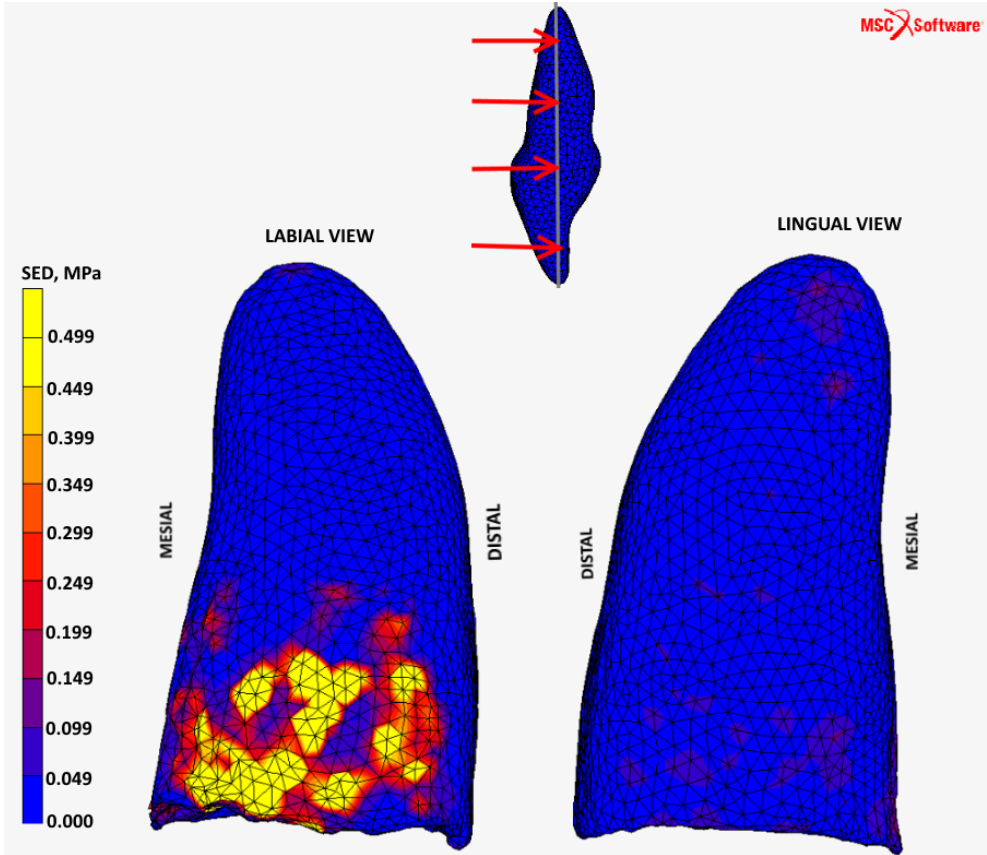 MSC Software
LABIAL VIEW
LINGUAL VIEW
SED, MPa
0.499
0.449
0.399
0.349
0.299
0.249
0.199
0.149
0.099
0.049
0.000
MESIAL
DISTAL
DISTAL
MESIAL